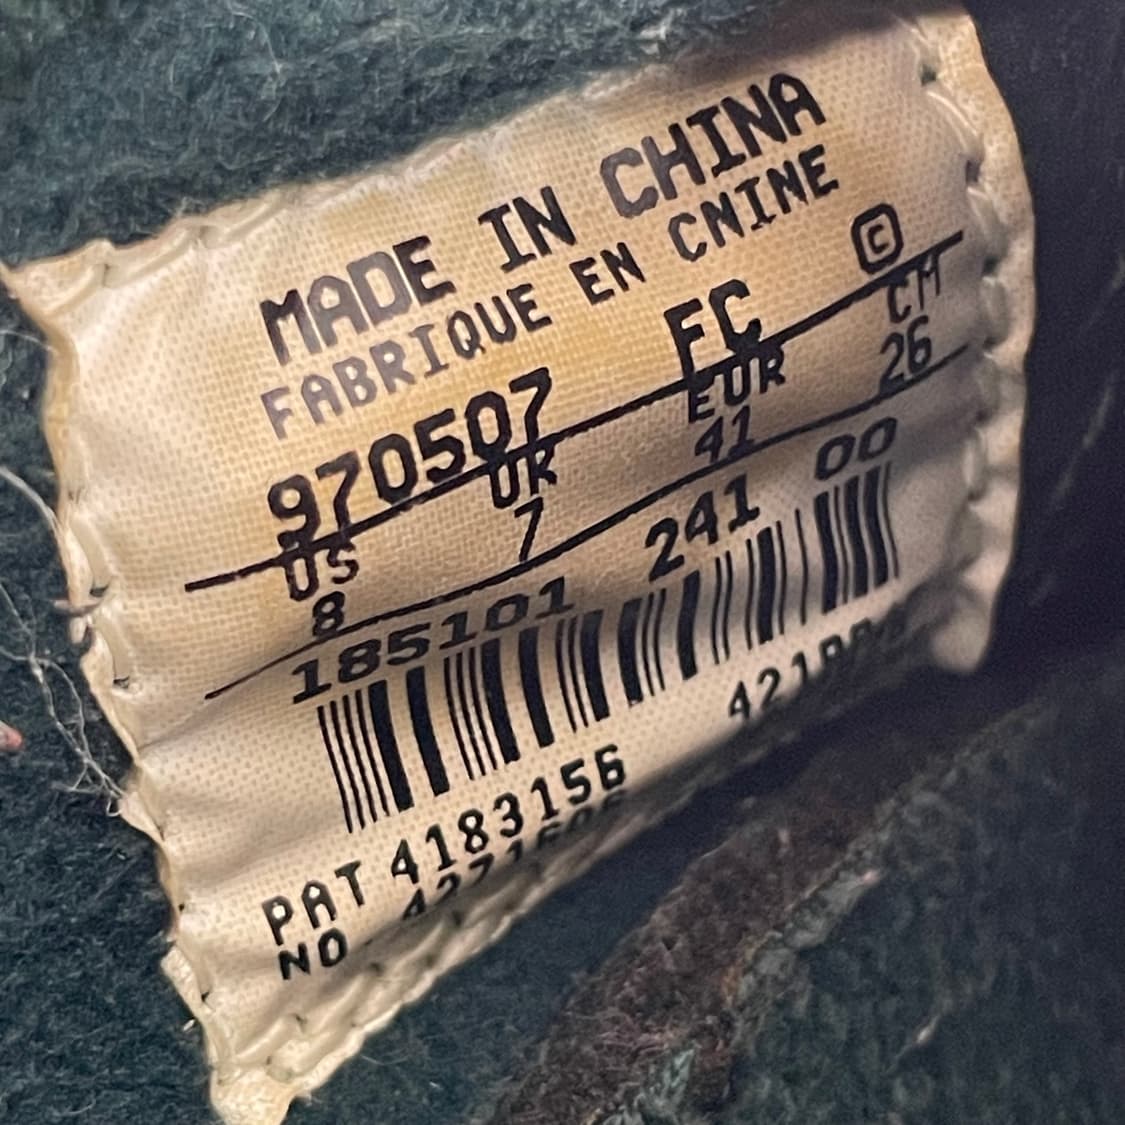 MADE IN CHINA
FABRIQUE EN CNINE
©
970507 FC
US UK EUR CM
8 7 41 26
185101 241 00
PAT 4183156
NO